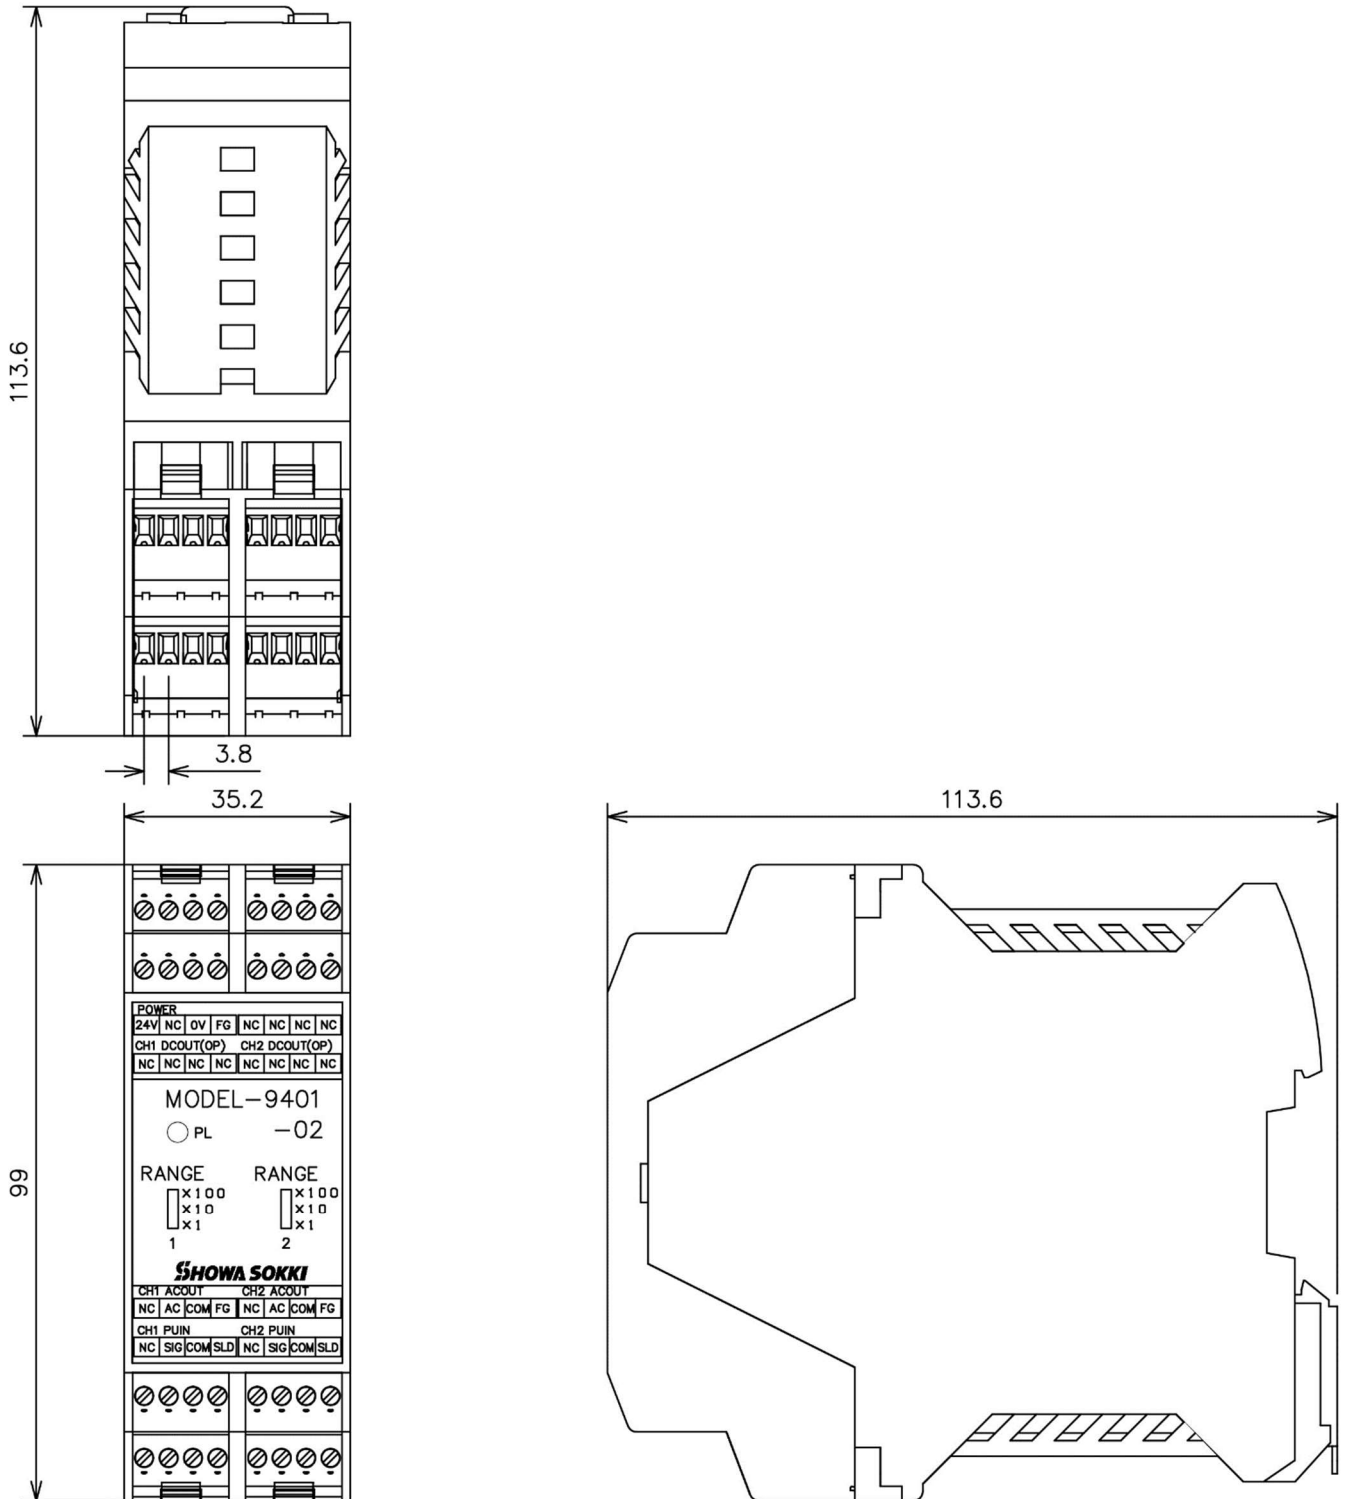 113.6
3.8
35.2
113.6
99
POWER
24V NC 0V FG NC NC NC NC
CH1 DCOUT(OP) CH2 DCOUT(OP)
NC NC NC NC NC NC NC NC
MODEL-9401
PL -02
RANGE RANGE
×100 ×100
×10 ×10
×1 ×1
1 2
SHOWA SOKKI
CH1 ACOUT CH2 ACOUT
NC AC COM FG NC AC COM FG
CH1 PUIN CH2 PUIN
NC SIG COM SLD NC SIG COM SLD